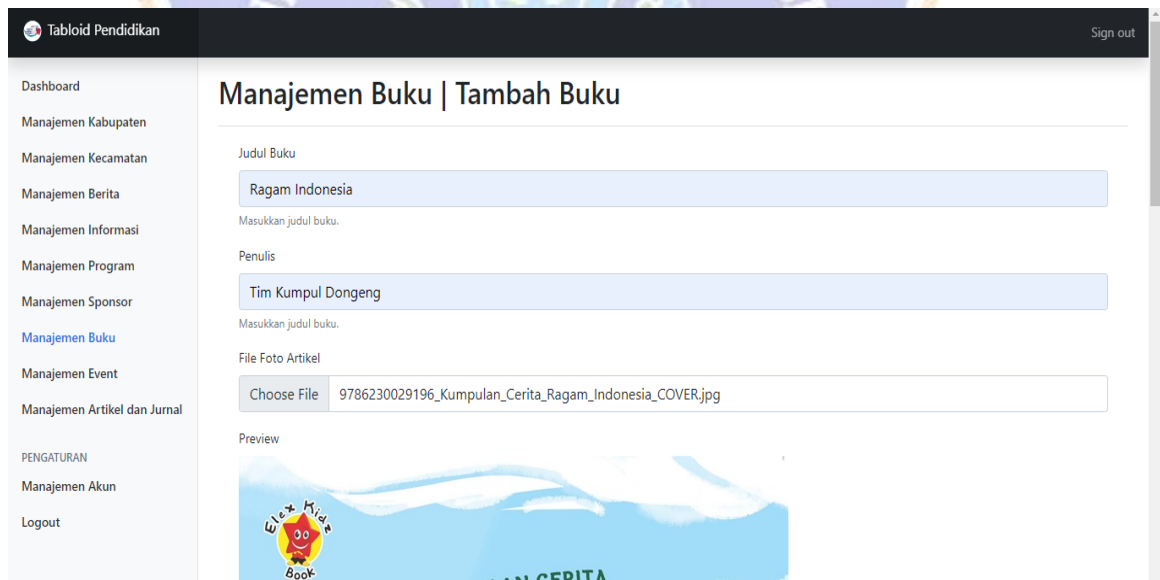 Tabloid Pendidikan
Sign out
Dashboard
Manajemen Kabupaten
Manajemen Kecamatan
Manajemen Berita
Manajemen Informasi
Manajemen Program
Manajemen Sponsor
Manajemen Buku
Manajemen Event
Manajemen Artikel dan Jurnal
PENGATURAN
Manajemen Akun
Logout
Manajemen Buku | Tambah Buku
Judul Buku
Ragam Indonesia
Masukkan judul buku.
Penulis
Tim Kumpul Dongeng
Masukkan judul buku.
File Foto Artikel
Choose File 9786230029196_Kumpulan_Cerita_Ragam_Indonesia_COVER.jpg
Preview
Elex Kidz
Book
AN CERITA